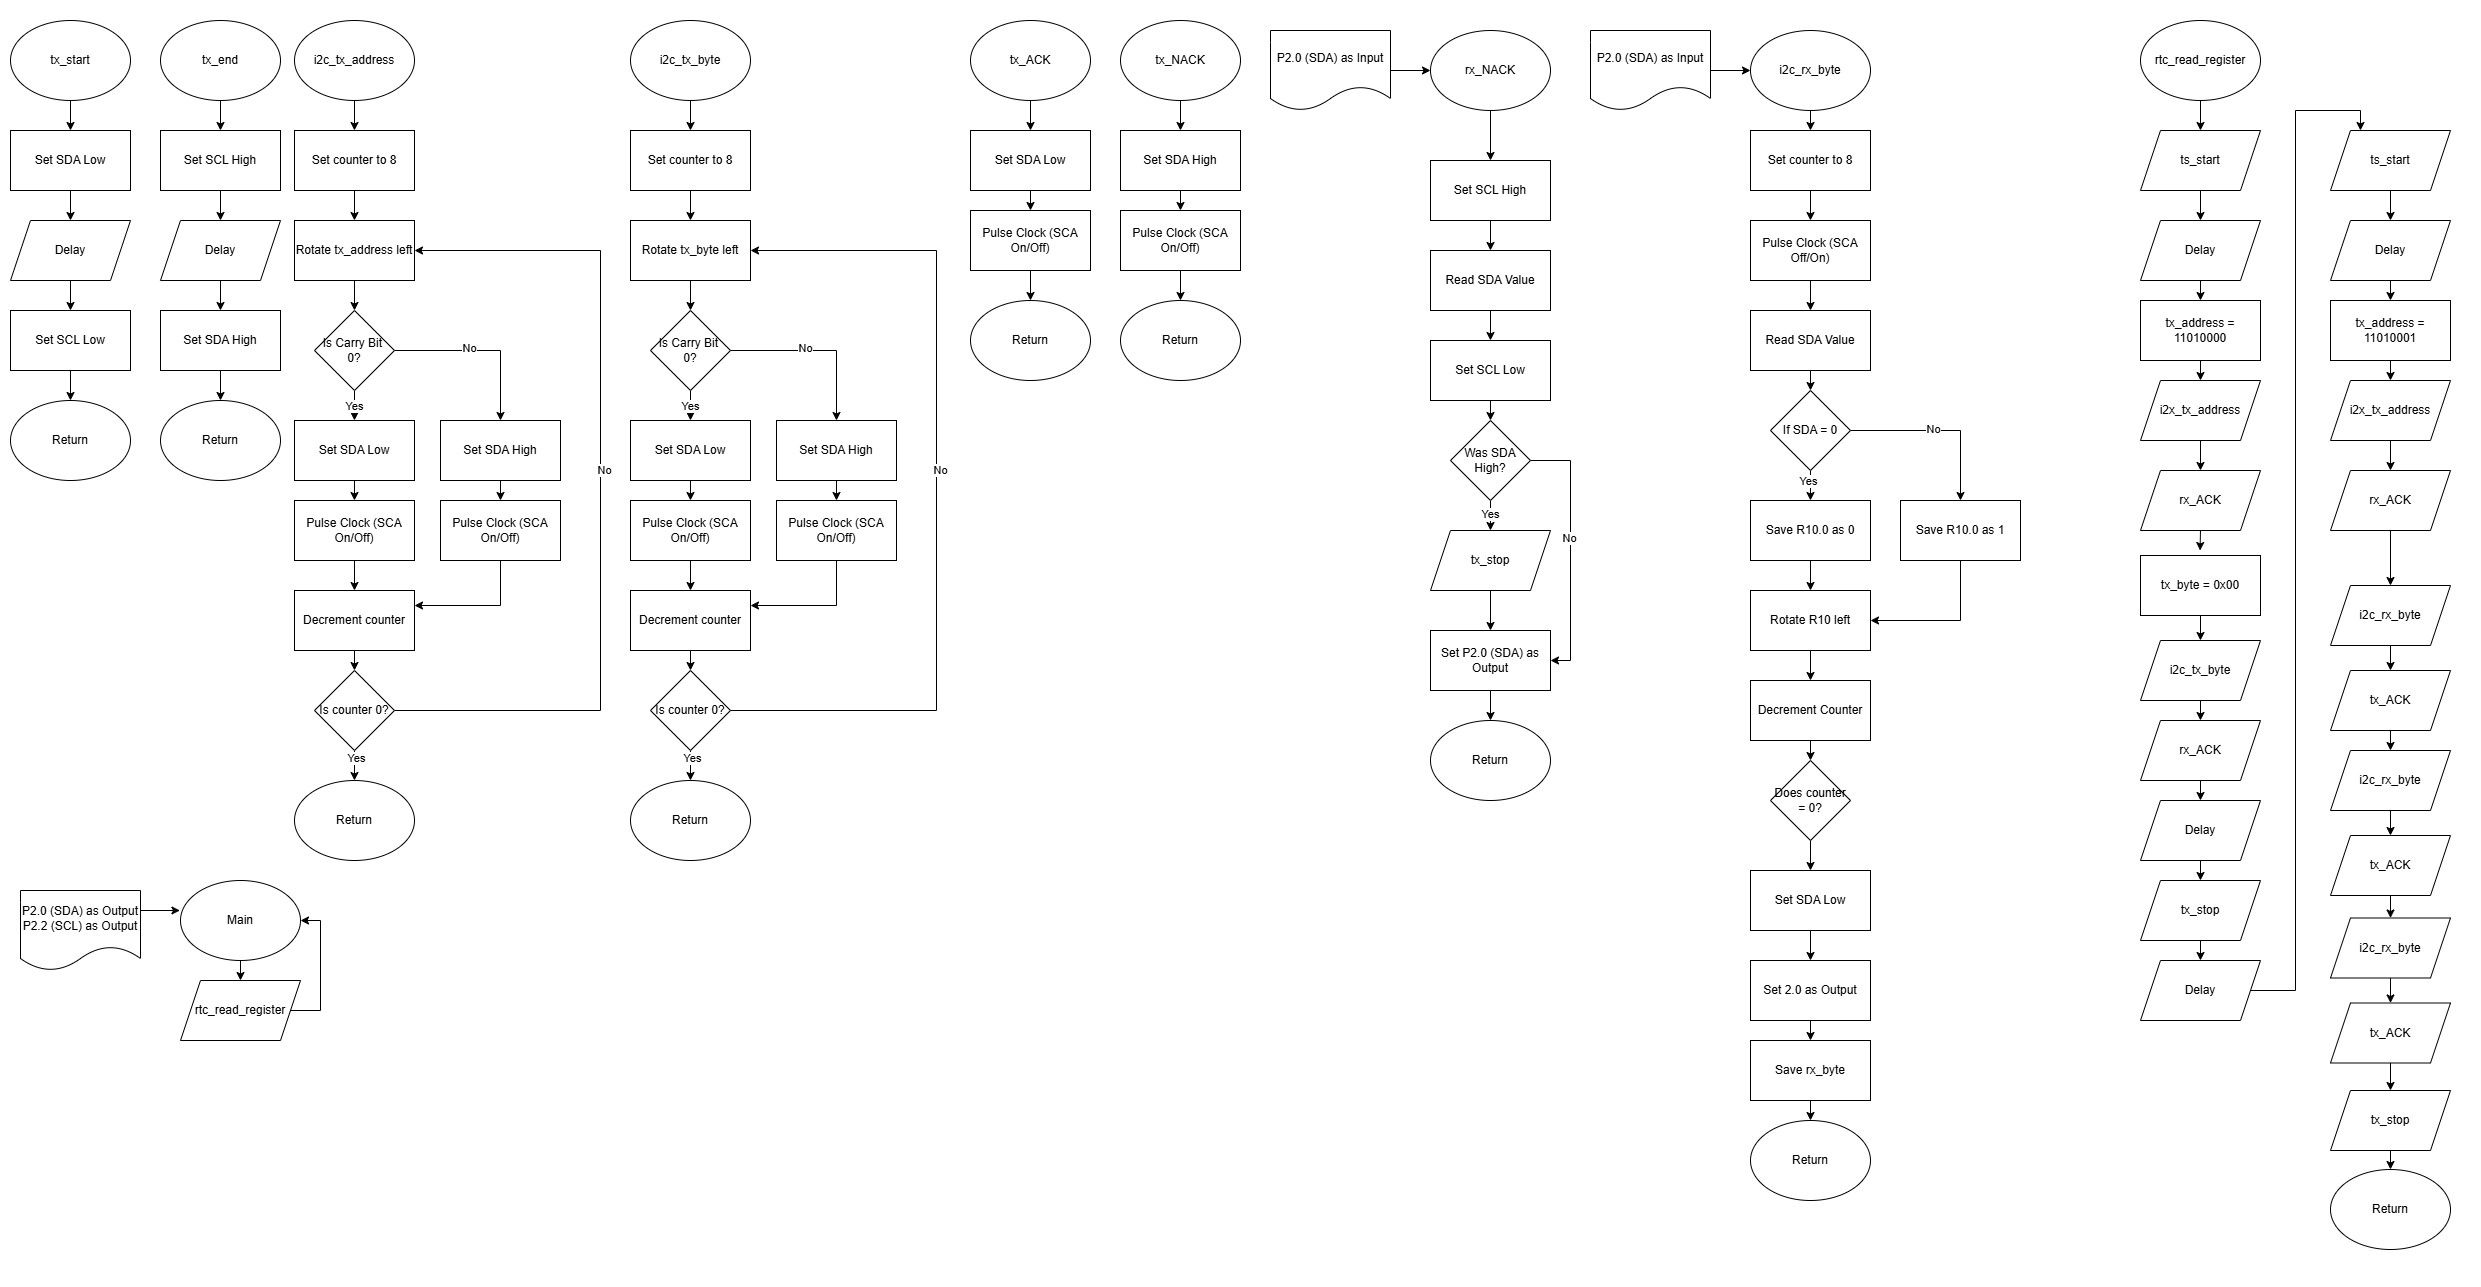 tx_start
Set SDA Low
Delay
Set SCL Low
Return
tx_end
Set SCL High
Delay
Set SDA High
Return
i2c_tx_address
Set counter to 8
Rotate tx_address left
Is Carry Bit
0?
No
Yes
Set SDA Low
Set SDA High
Pulse Clock (SCA
On/Off)
Pulse Clock (SCA
On/Off)
Decrement counter
Is counter 0?
No
Yes
Return
i2c_tx_byte
Set counter to 8
Rotate tx_byte left
Is Carry Bit
0?
No
Yes
Set SDA Low
Set SDA High
Pulse Clock (SCA
On/Off)
Pulse Clock (SCA
On/Off)
Decrement counter
Is counter 0?
No
Yes
Return
tx_ACK
Set SDA Low
Pulse Clock (SCA
On/Off)
Return
tx_NACK
Set SDA High
Pulse Clock (SCA
On/Off)
Return
P2.0 (SDA) as Input
rx_NACK
Set SCL High
Read SDA Value
Set SCL Low
Was SDA
High?
Yes
No
tx_stop
Set P2.0 (SDA) as
Output
Return
P2.0 (SDA) as Input
i2c_rx_byte
Set counter to 8
Pulse Clock (SCA
Off/On)
Read SDA Value
If SDA = 0
No
Yes
Save R10.0 as 0
Save R10.0 as 1
Rotate R10 left
Decrement Counter
Does counter
= 0?
Set SDA Low
Set 2.0 as Output
Save rx_byte
Return
rtc_read_register
ts_start
Delay
tx_address =
11010000
i2x_tx_address
rx_ACK
tx_byte = 0x00
i2c_tx_byte
rx_ACK
Delay
tx_stop
Delay
ts_start
Delay
tx_address =
11010001
i2x_tx_address
rx_ACK
i2c_rx_byte
tx_ACK
i2c_rx_byte
tx_ACK
i2c_rx_byte
tx_ACK
tx_stop
Return
P2.0 (SDA) as Output
P2.2 (SCL) as Output
Main
rtc_read_register